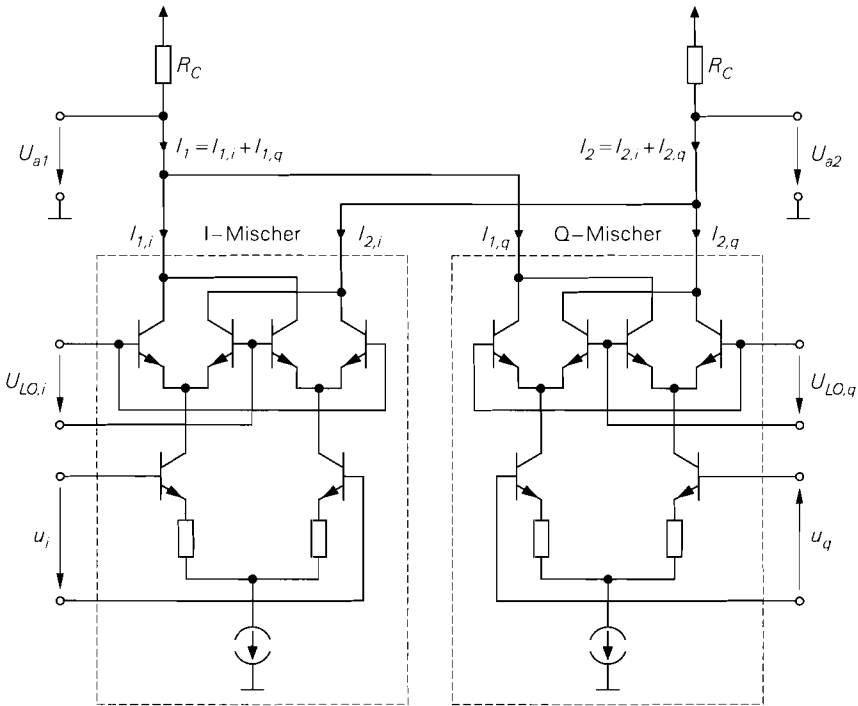 R_C
R_C
U_a1
I_1 = I_1,i + I_1,q
I_2 = I_2,i + I_2,q
U_a2
I_1,i
I–Mischer
I_2,i
I_1,q
Q–Mischer
I_2,q
U_LO,i
U_LO,q
u_i
u_q